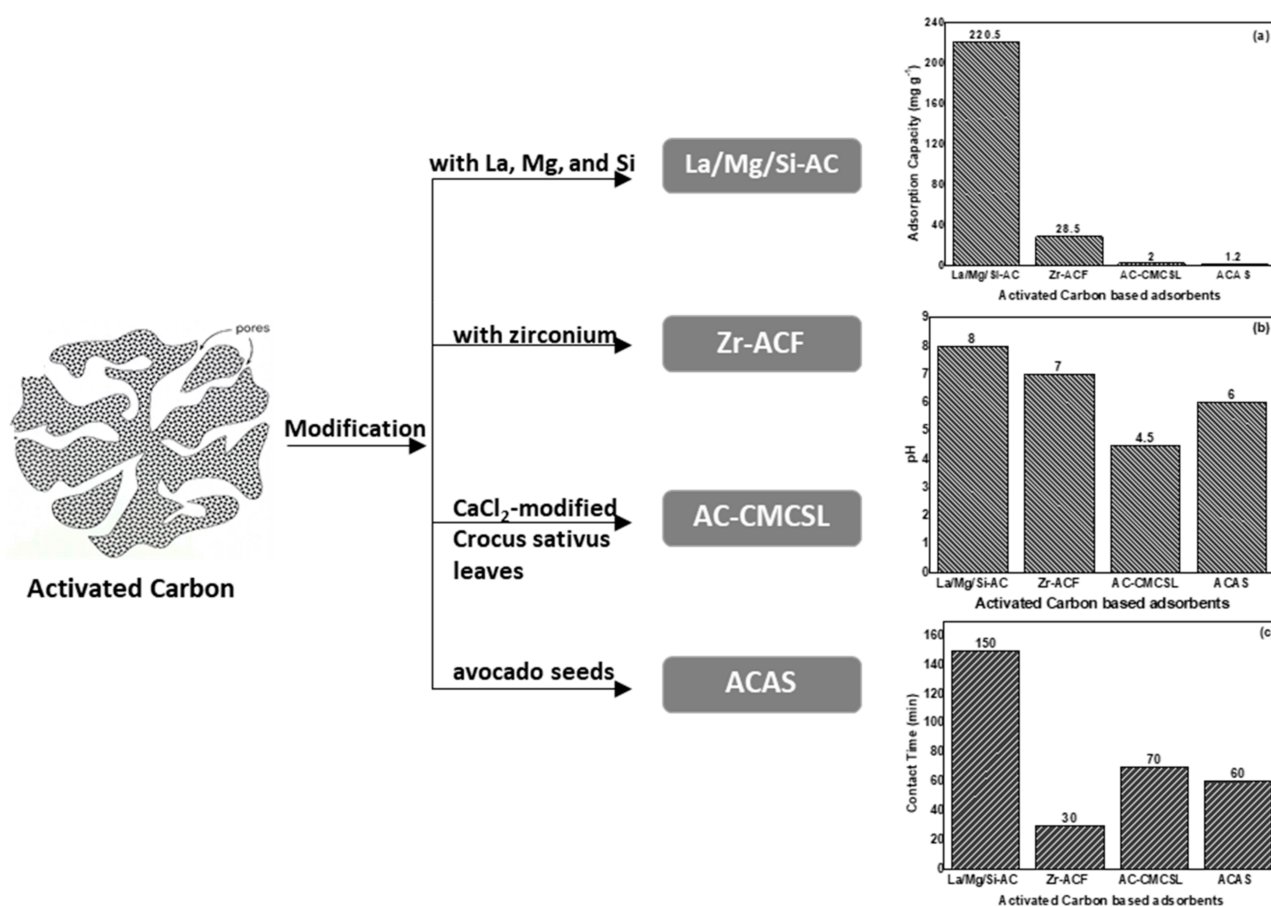 pores
Activated Carbon
Modification
with La, Mg, and Si
La/Mg/Si-AC
with zirconium
Zr-ACF
CaCl₂-modified
Crocus sativus
leaves
AC-CMCSL
avocado seeds
ACAS
(a)
Adsorption Capacity (mg g⁻¹)
240
200
160
120
80
40
0
220.5
28.5
2
1.2
La/Mg/Si-AC Zr-ACF AC-CMCSL ACAS
Activated Carbon based adsorbents
(b)
pH
9
8
7
6
5
4
3
2
1
0
8
7
4.5
6
La/Mg/Si-AC Zr-ACF AC-CMCSL ACAS
Activated Carbon based adsorbents
(c
Contact Time (min)
160
140
120
100
80
60
40
20
0
150
30
70
60
La/Mg/Si-AC Zr-ACF AC-CMCSL ACAS
Activated Carbon based adsorbents